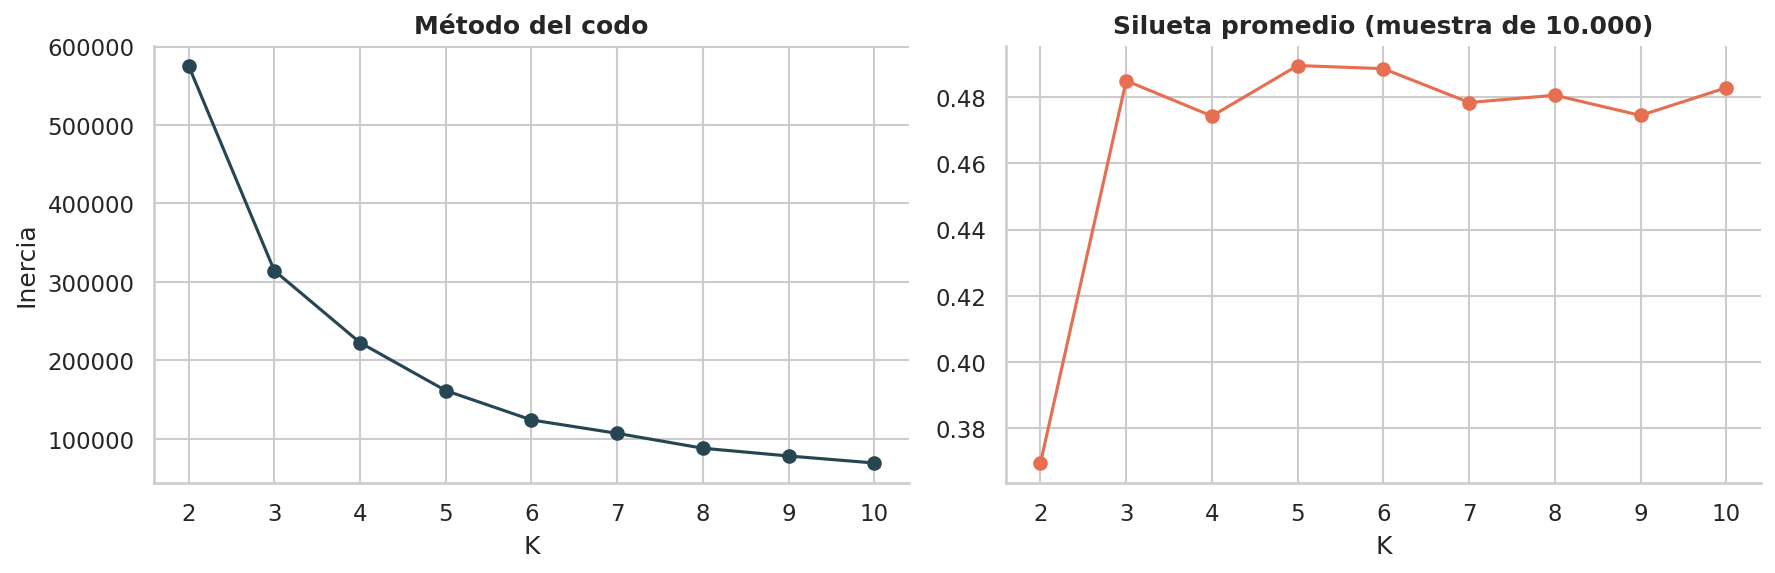 Método del codo
600000
500000
400000
300000
200000
100000
Inercia
2 3 4 5 6 7 8 9 10
K
Silueta promedio (muestra de 10.000)
0.48
0.46
0.44
0.42
0.40
0.38
2 3 4 5 6 7 8 9 10
K